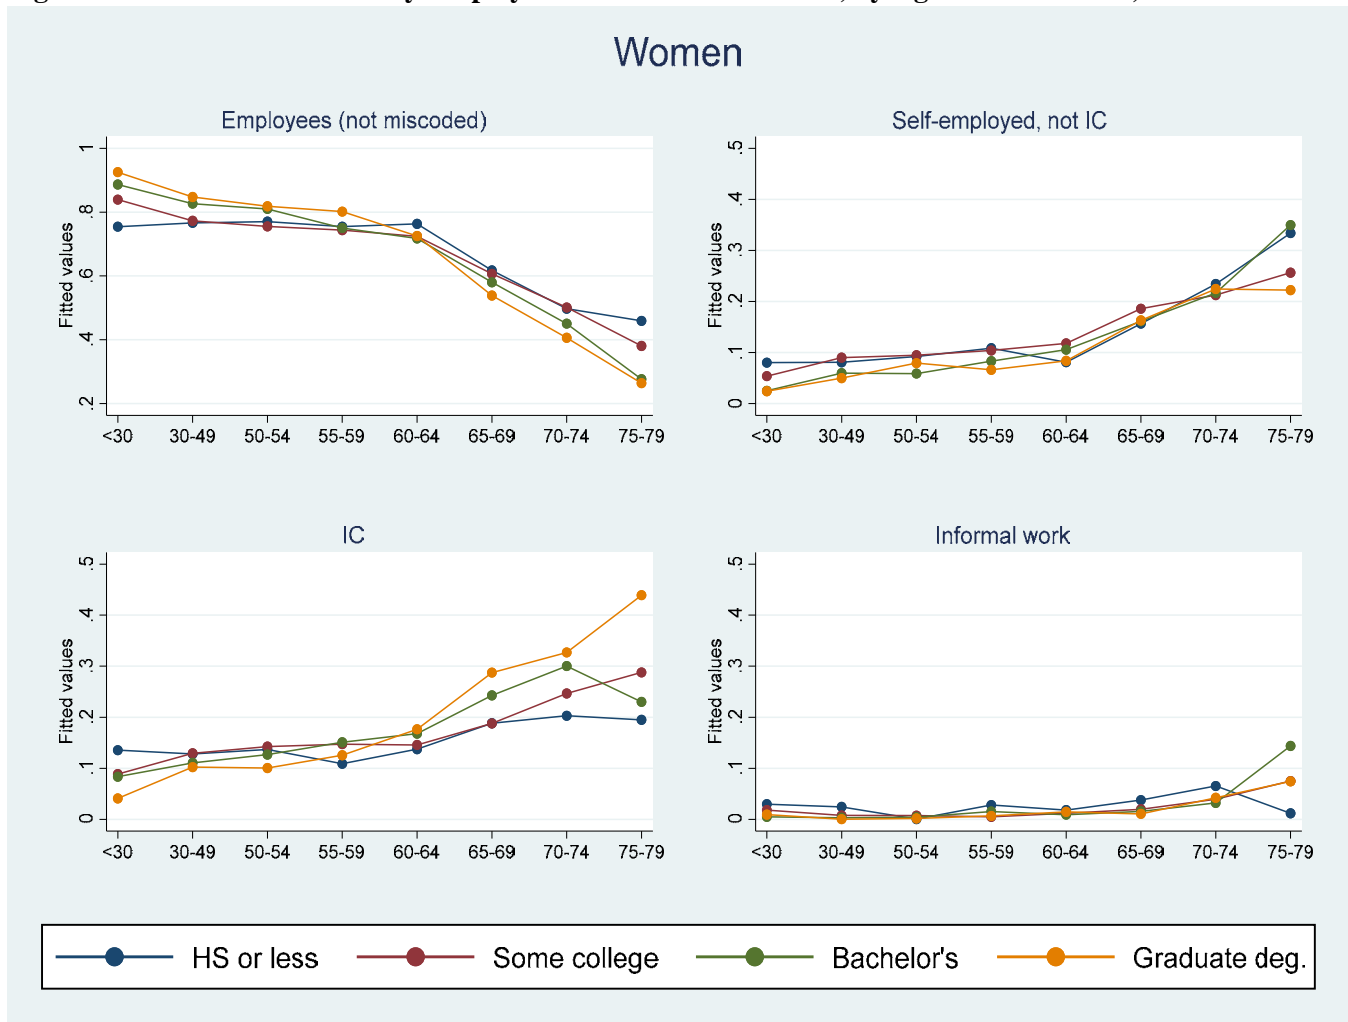 Women
Employees (not miscoded)
Fitted values
1
.8
.6
.4
.2
<30 30-49 50-54 55-59 60-64 65-69 70-74 75-79
Self-employed, not IC
Fitted values
.5
.4
.3
.2
.1
0
<30 30-49 50-54 55-59 60-64 65-69 70-74 75-79
IC
Fitted values
.5
.4
.3
.2
.1
0
<30 30-49 50-54 55-59 60-64 65-69 70-74 75-79
Informal work
Fitted values
.5
.4
.3
.2
.1
0
<30 30-49 50-54 55-59 60-64 65-69 70-74 75-79
HS or less Some college Bachelor's Graduate deg.